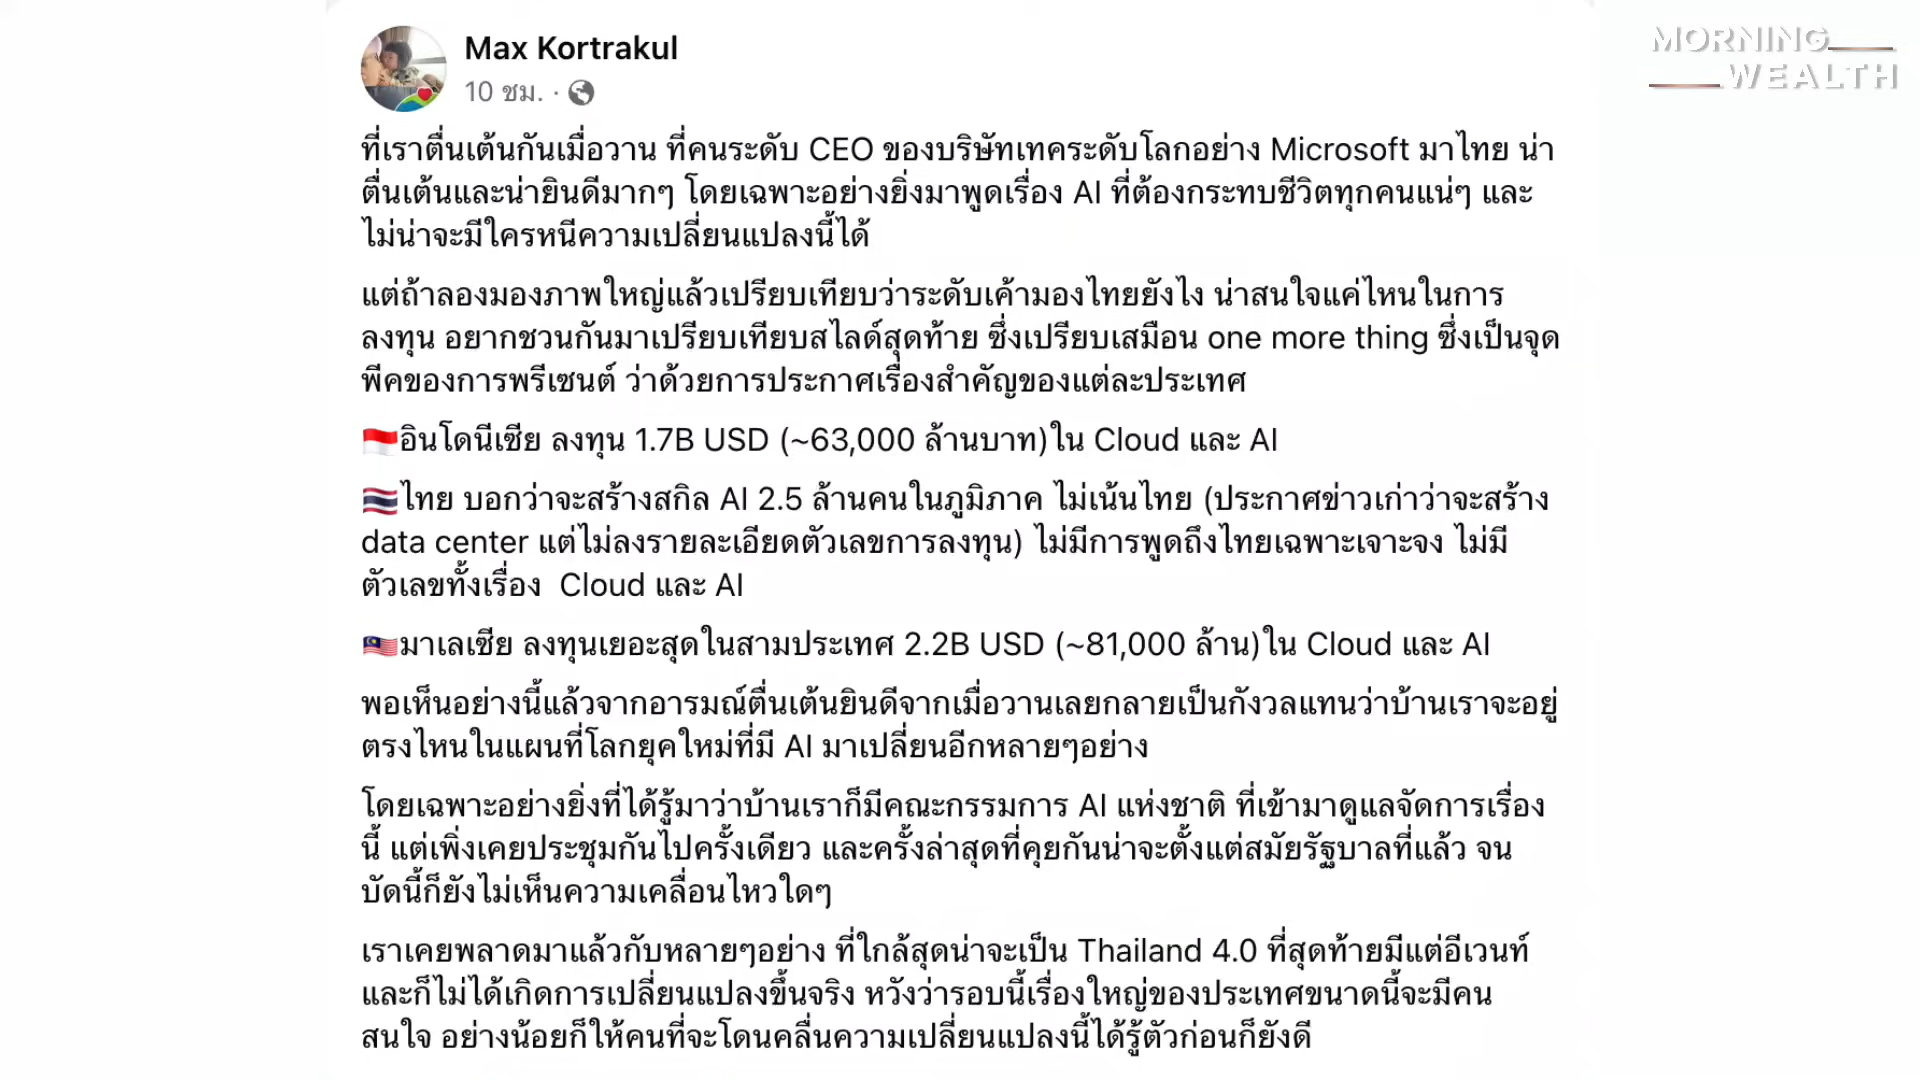 Max Kortrakul
10 ชม. ·
MORNING
WEALTH
ที่เราตื่นเต้นกันเมื่อวาน ที่คนระดับ CEO ของบริษัทเทคระดับโลกอย่าง Microsoft มาไทย น่า
ตื่นเต้นและน่ายินดีมากๆ โดยเฉพาะอย่างยิ่งมาพูดเรื่อง AI ที่ต้องกระทบชีวิตทุกคนแน่ๆ และ
ไม่น่าจะมีใครหนีความเปลี่ยนแปลงนี้ได้
แต่ถ้าลองมองภาพใหญ่แล้วเปรียบเทียบว่าระดับเค้ามองไทยยังไง น่าสนใจแค่ไหนในการ
ลงทุน อยากชวนกันมาเปรียบเทียบสไลด์สุดท้าย ซึ่งเปรียบเสมือน one more thing ซึ่งเป็นจุด
พีคของการพรีเซนต์ ว่าด้วยการประกาศเรื่องสำคัญของแต่ละประเทศ
🇮🇩อินโดนีเซีย ลงทุน 1.7B USD (~63,000 ล้านบาท)ใน Cloud และ AI
🇹🇭ไทย บอกว่าจะสร้างสกิล AI 2.5 ล้านคนในภูมิภาค ไม่เน้นไทย (ประกาศข่าวเก่าว่าจะสร้าง
data center แต่ไม่ลงรายละเอียดตัวเลขการลงทุน) ไม่มีการพูดถึงไทยเฉพาะเจาะจง ไม่มี
ตัวเลขทั้งเรื่อง  Cloud และ AI
🇲🇾มาเลเซีย ลงทุนเยอะสุดในสามประเทศ 2.2B USD (~81,000 ล้าน)ใน Cloud และ AI
พอเห็นอย่างนี้แล้วจากอารมณ์ตื่นเต้นยินดีจากเมื่อวานเลยกลายเป็นกังวลแทนว่าบ้านเราจะอยู่
ตรงไหนในแผนที่โลกยุคใหม่ที่มี AI มาเปลี่ยนอีกหลายๆอย่าง
โดยเฉพาะอย่างยิ่งที่ได้รู้มาว่าบ้านเราก็มีคณะกรรมการ AI แห่งชาติ ที่เข้ามาดูแลจัดการเรื่อง
นี้ แต่เพิ่งเคยประชุมกันไปครั้งเดียว และครั้งล่าสุดที่คุยกันน่าจะตั้งแต่สมัยรัฐบาลที่แล้ว จน
บัดนี้ก็ยังไม่เห็นความเคลื่อนไหวใดๆ
เราเคยพลาดมาแล้วกับหลายๆอย่าง ที่ใกล้สุดน่าจะเป็น Thailand 4.0 ที่สุดท้ายมีแต่อีเวนท์
และก็ไม่ได้เกิดการเปลี่ยนแปลงขึ้นจริง หวังว่ารอบนี้เรื่องใหญ่ของประเทศขนาดนี้จะมีคน
สนใจ อย่างน้อยก็ให้คนที่จะโดนคลื่นความเปลี่ยนแปลงนี้ได้รู้ตัวก่อนก็ยังดี